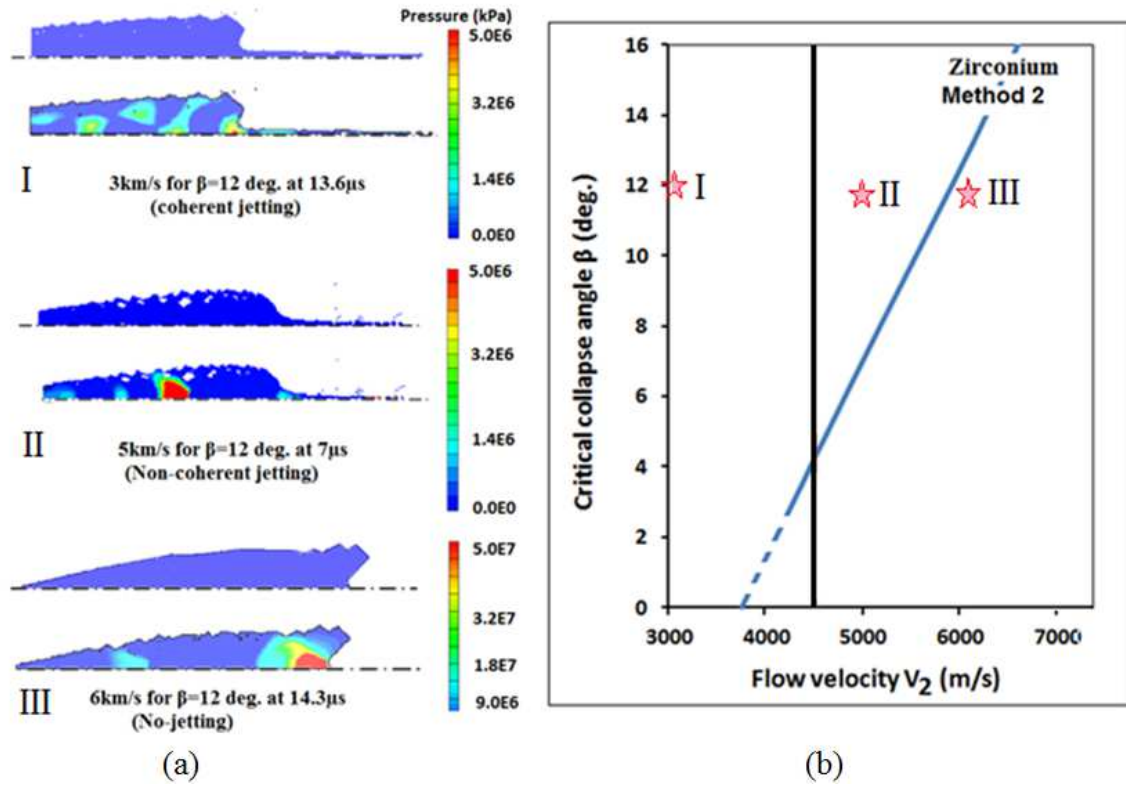 Pressure (kPa)
5.0E6
3.2E6
1.4E6
0.0E0
I
3km/s for β=12 deg. at 13.6μs
(coherent jetting)
5.0E6
3.2E6
1.4E6
0.0E0
II
5km/s for β=12 deg. at 7μs
(Non-coherent jetting)
5.0E7
3.2E7
1.8E7
9.0E6
III
6km/s for β=12 deg. at 14.3μs
(No-jetting)
(a)
Critical collapse angle β (deg.)
16
14
12
10
8
6
4
2
0
Zirconium
Method 2
I
II
III
3000 4000 5000 6000 7000
Flow velocity V2 (m/s)
(b)